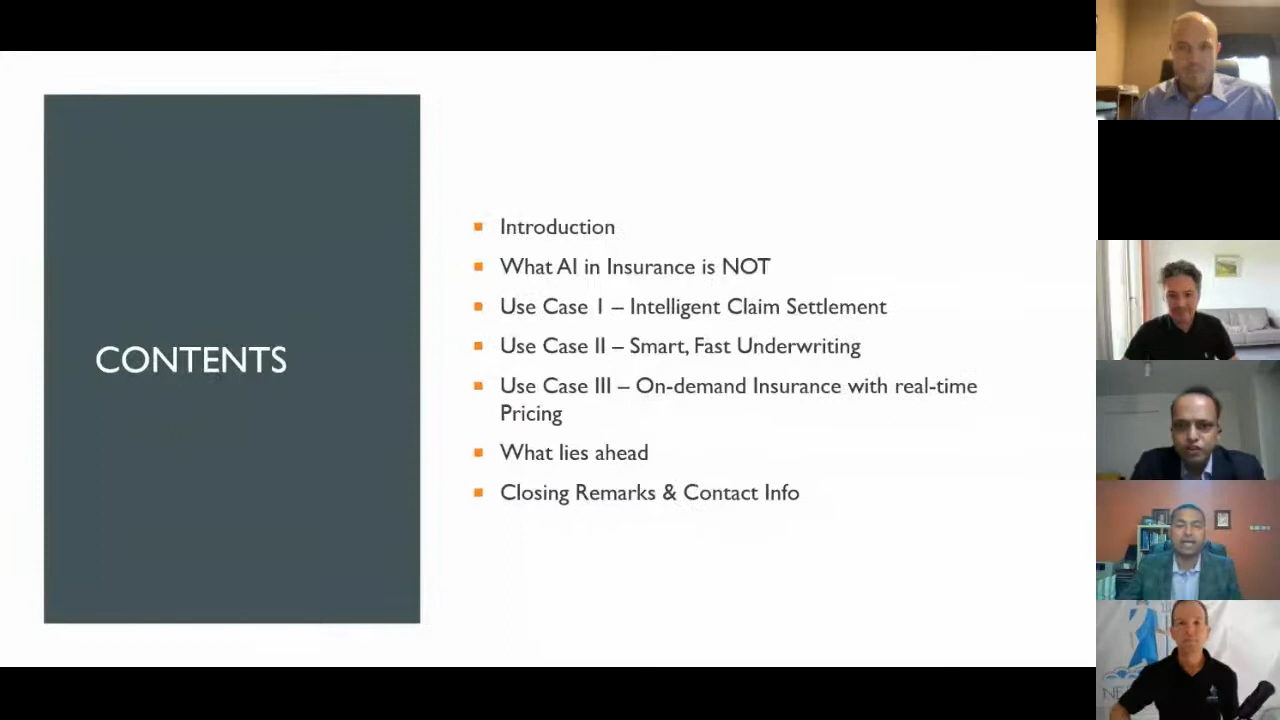 CONTENTS
Introduction
What AI in Insurance is NOT
Use Case 1 – Intelligent Claim Settlement
Use Case II – Smart, Fast Underwriting
Use Case III – On-demand Insurance with real-time
Pricing
What lies ahead
Closing Remarks & Contact Info